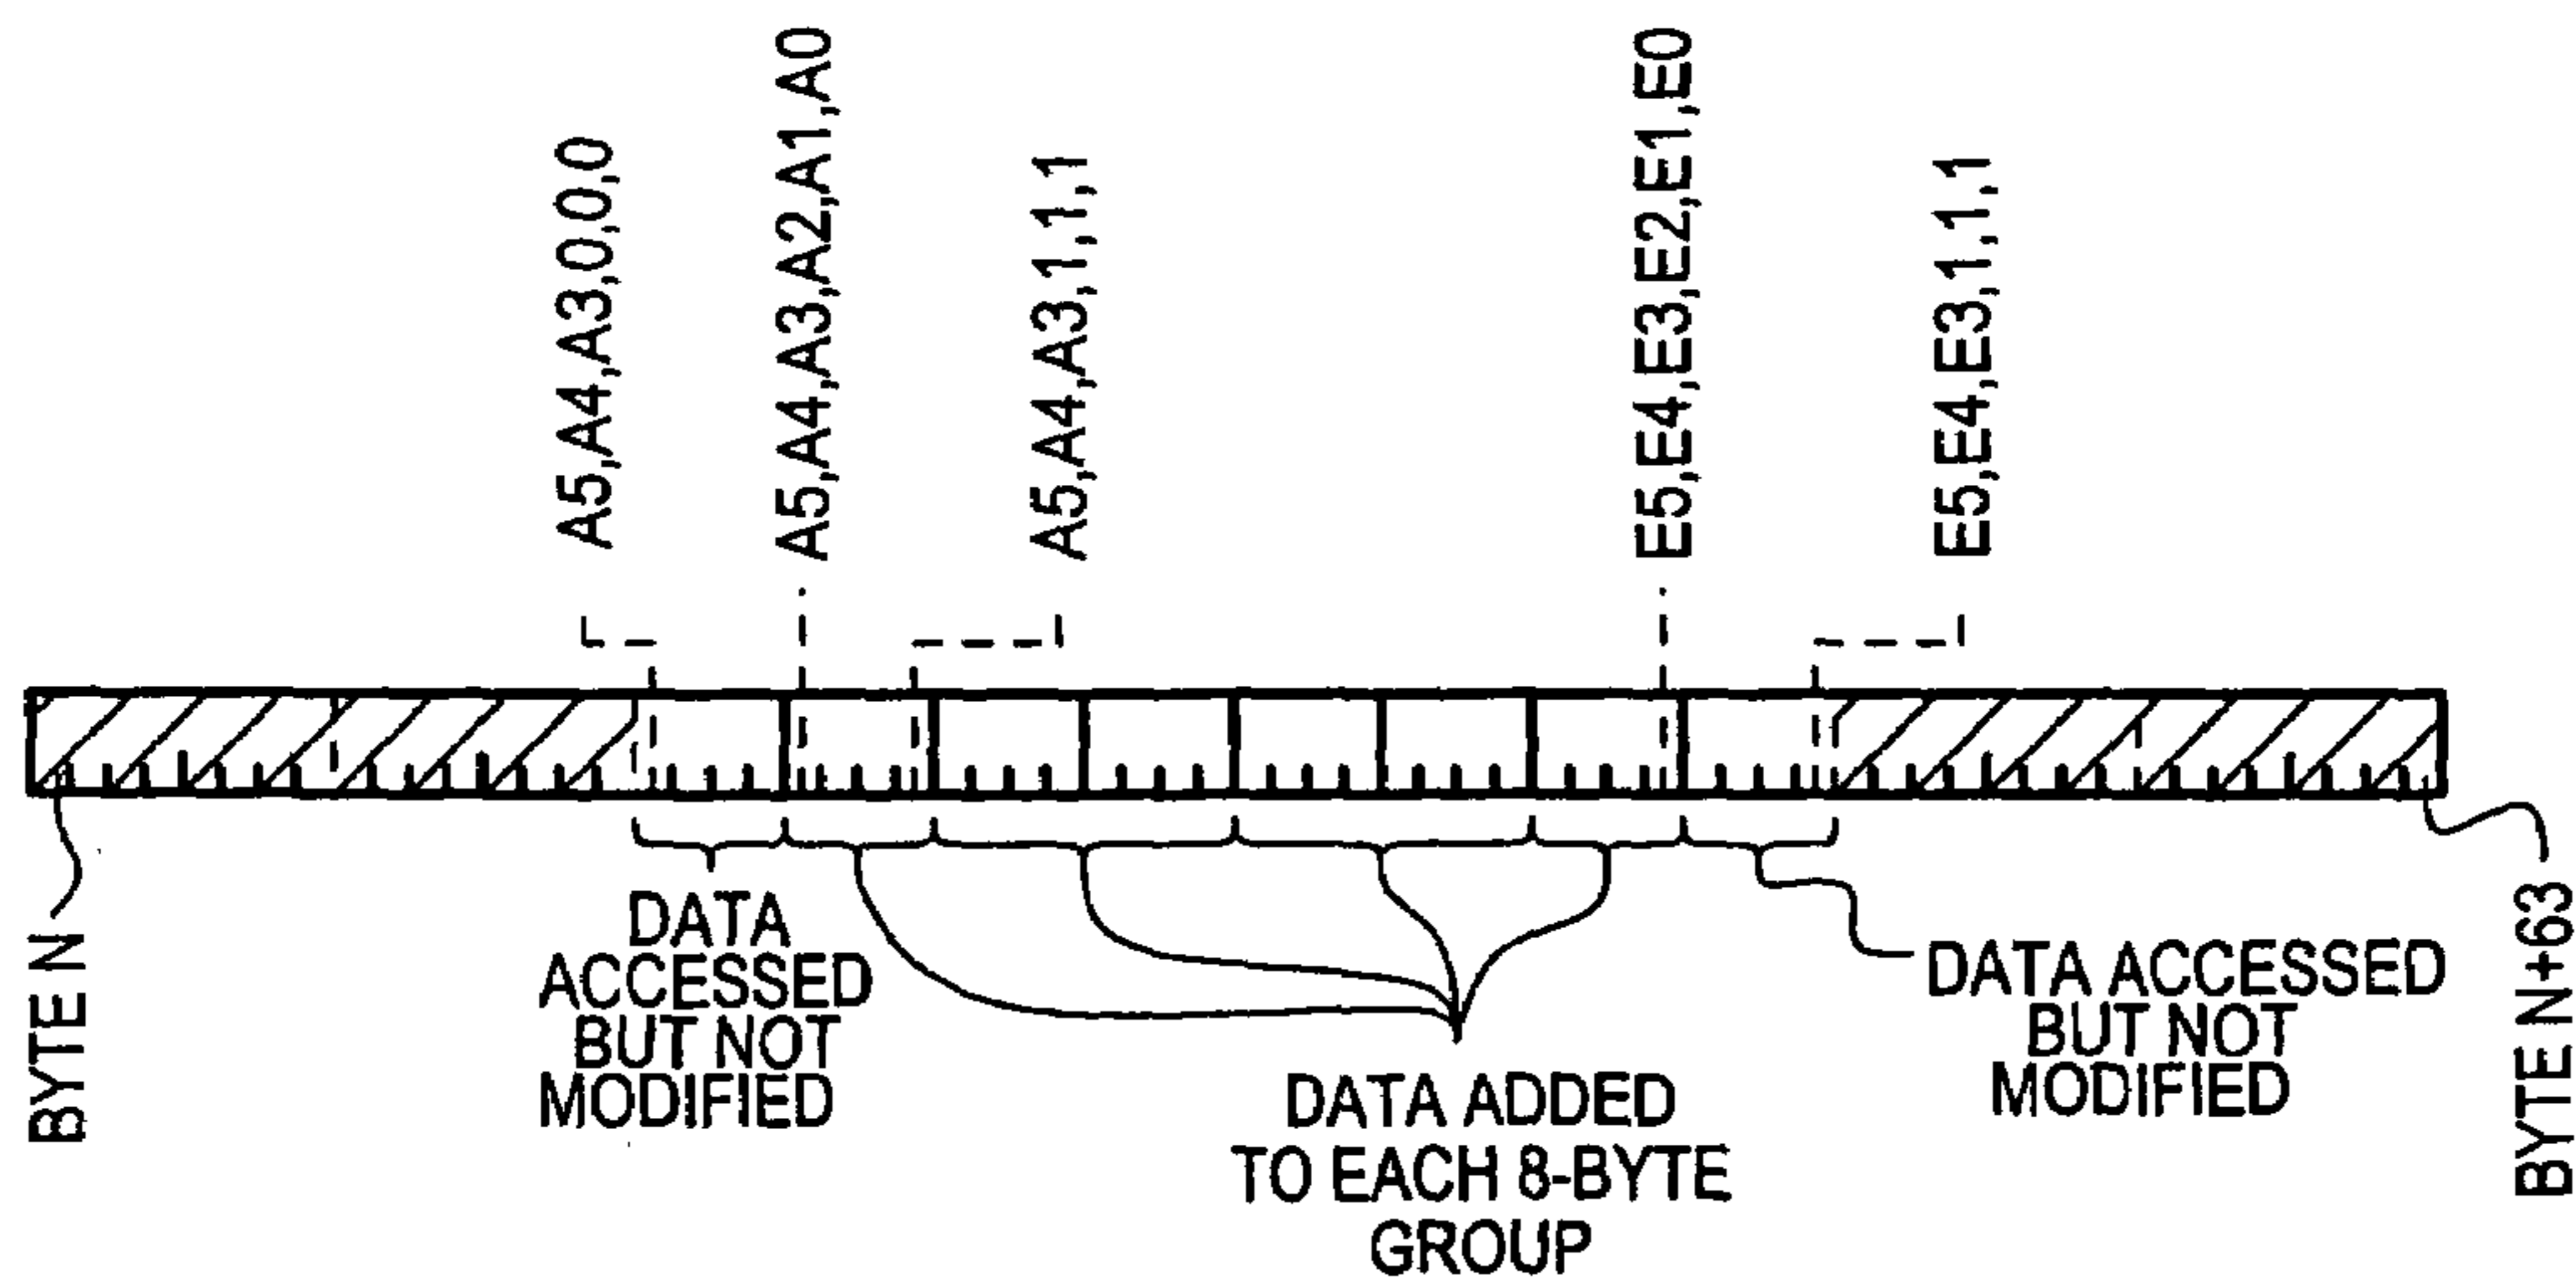 A5,A4,A3,0,0,0
A5,A4,A3,A2,A1,A0
A5,A4,A3,1,1,1
E5,E4,E3,E2,E1,E0
E5,E4,E3,1,1,1
BYTE N
DATA
ACCESSED
BUT NOT
MODIFIED
DATA ADDED
TO EACH 8-BYTE
GROUP
DATA ACCESSED
BUT NOT
MODIFIED
BYTE N+63